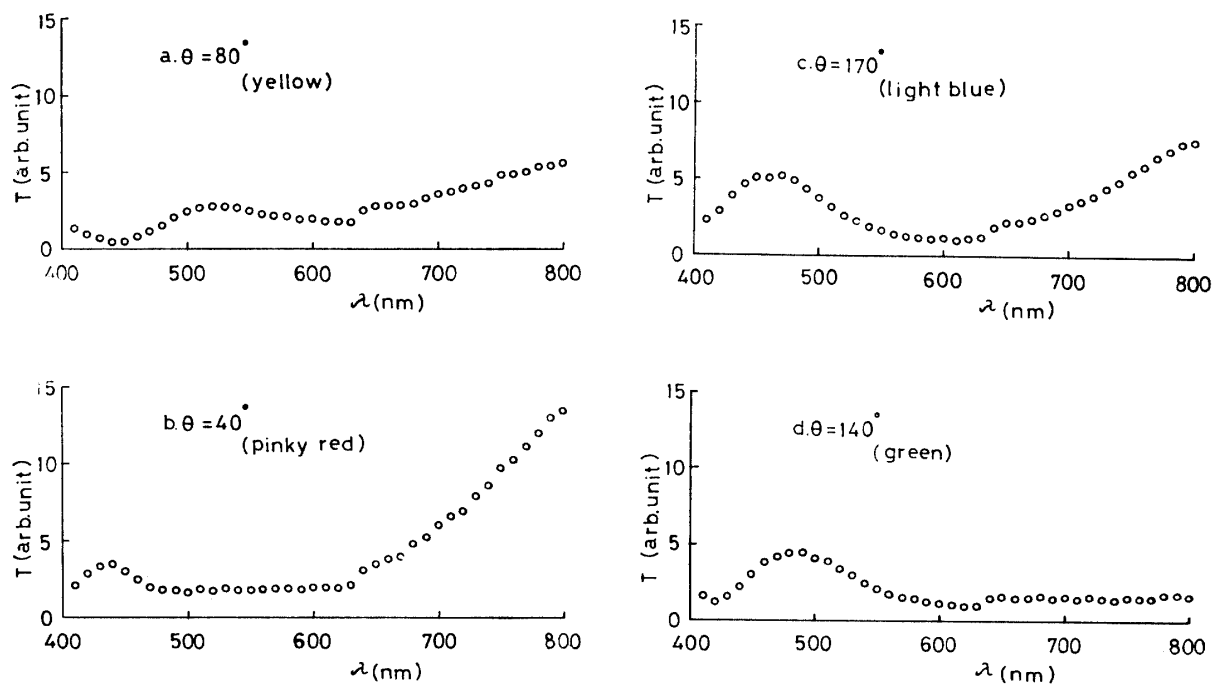 15
10
5
0
T (arb.unit)
a.θ = 80°
(yellow)
400 500 600 700 800
λ (nm)
15
10
5
0
T (arb.unit)
c.θ = 170°
(light blue)
400 500 600 700 800
λ (nm)
15
10
5
0
T (arb.unit)
b.θ = 40°
(pinky red)
400 500 600 700 800
λ (nm)
15
10
5
0
T (arb.unit)
d.θ = 140°
(green)
400 500 600 700 800
λ (nm)